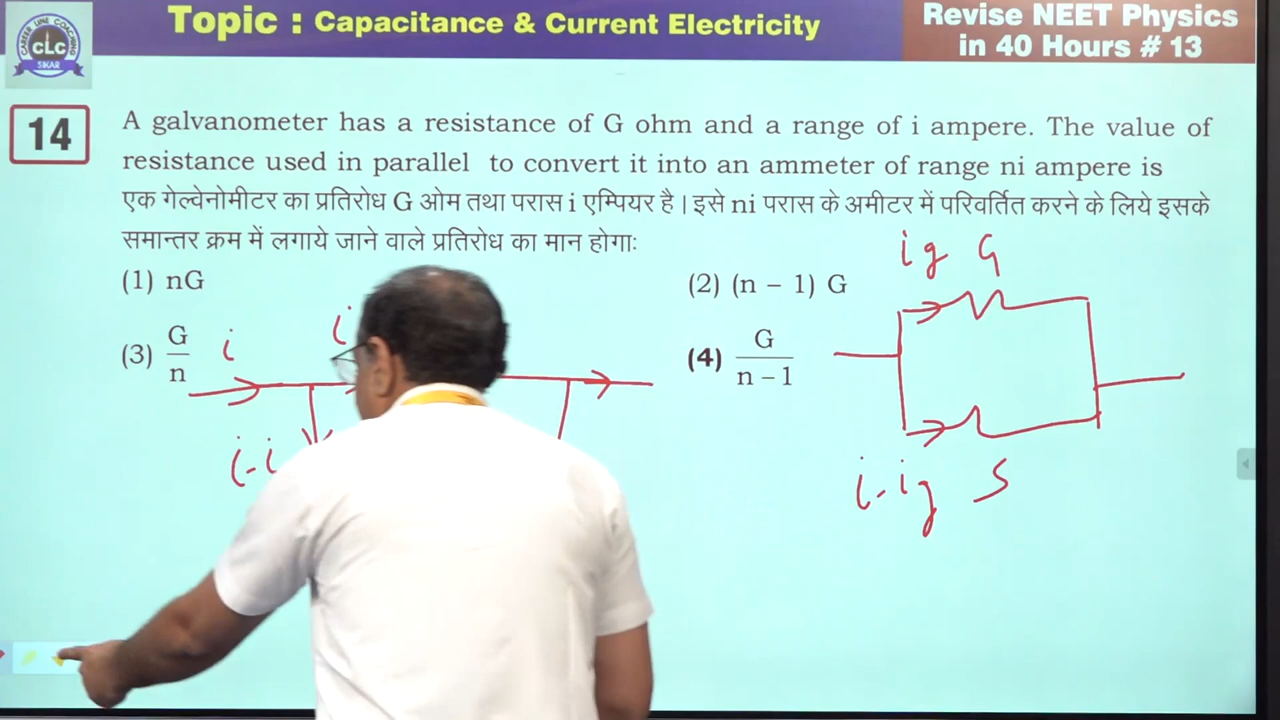 Topic : Capacitance & Current Electricity
Revise NEET Physics
in 40 Hours # 13
CAREER LINE COACHING
CLC
SIKAR
14
A galvanometer has a resistance of G ohm and a range of i ampere. The value of
resistance used in parallel to convert it into an ammeter of range ni ampere is
एक गेल्वेनोमीटर का प्रतिरोध G ओम तथा परास i एम्पियर है। इसे ni परास के अमीटर में परिवर्तित करने के लिये इसके
समान्तर क्रम में लगाये जाने वाले प्रतिरोध का मान होगाः
(1) nG
(2) (n – 1) G
(3) G/n
(4) G/n – 1
ig G
i
i
i-i
i-ig S